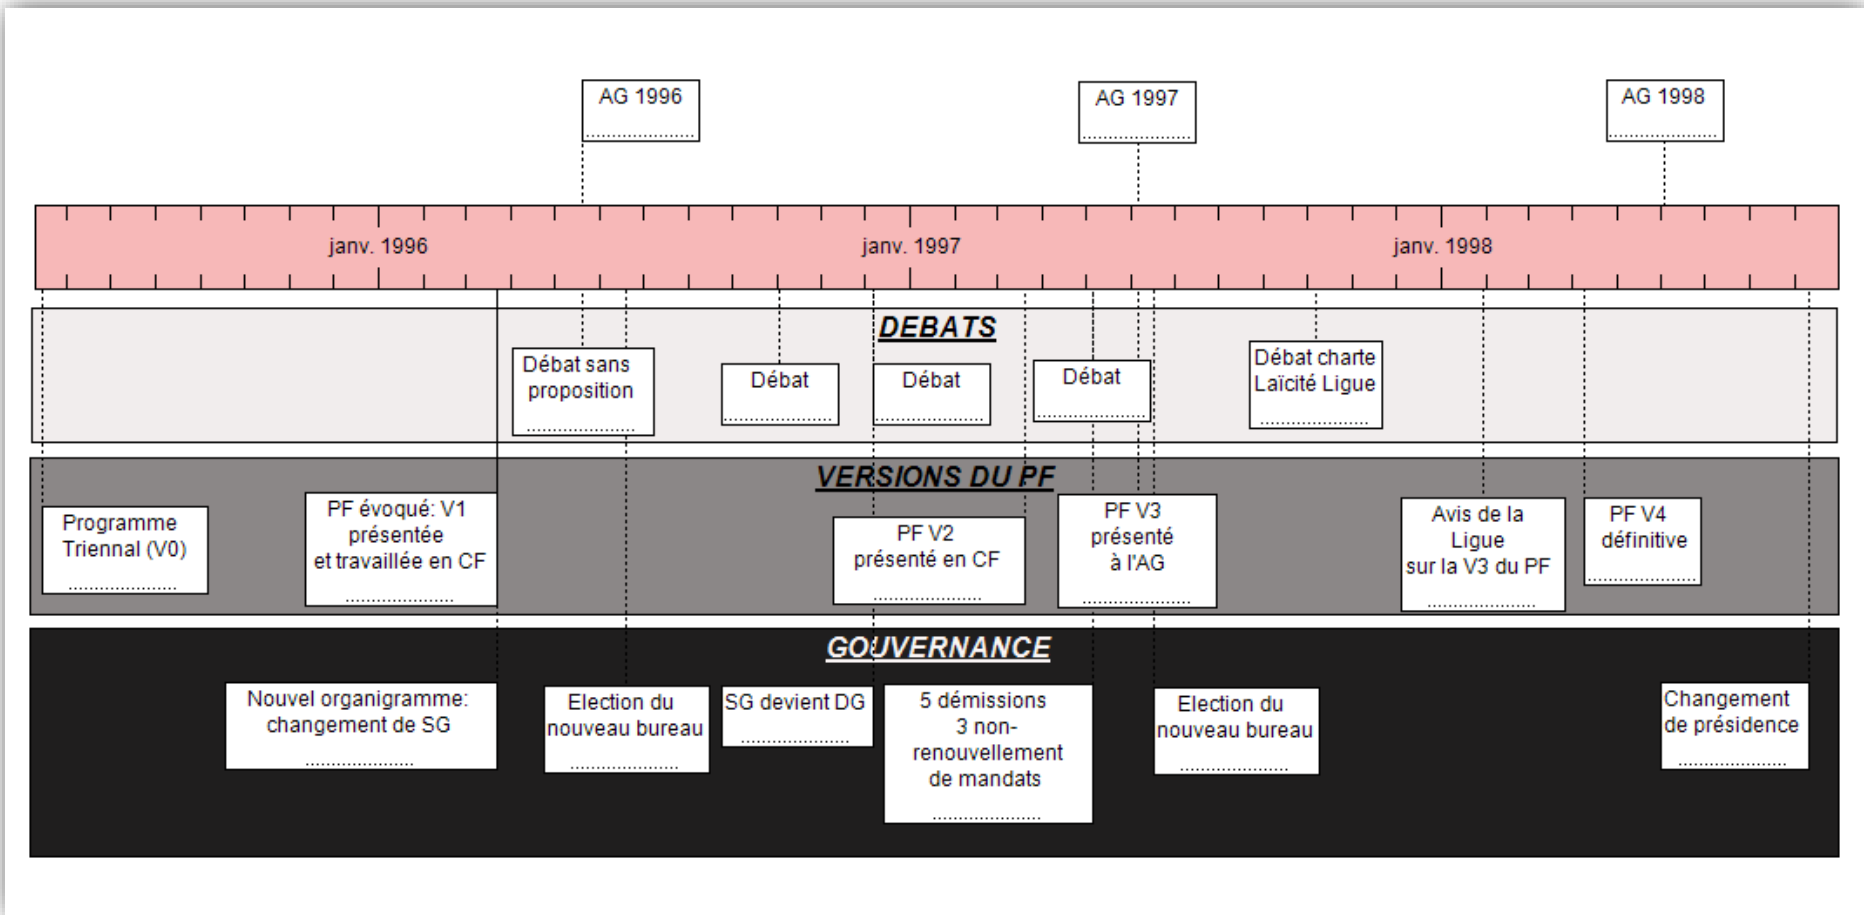 AG 1996
AG 1997
AG 1998
janv. 1996
janv. 1997
janv. 1998
DEBATS
Débat sans
proposition
Débat
Débat
Débat
Débat charte
Laïcité Ligue
VERSIONS DU PF
Programme
Triennal (V0)
PF évoqué: V1
présentée
et travaillée en CF
PF V2
présenté en CF
PF V3
présenté
à l'AG
Avis de la
Ligue
sur la V3 du PF
PF V4
définitive
GOUVERNANCE
Nouvel organigramme:
changement de SG
Election du
nouveau bureau
SG devient DG
5 démissions
3 non-
renouvellement
de mandats
Election du
nouveau bureau
Changement
de présidence